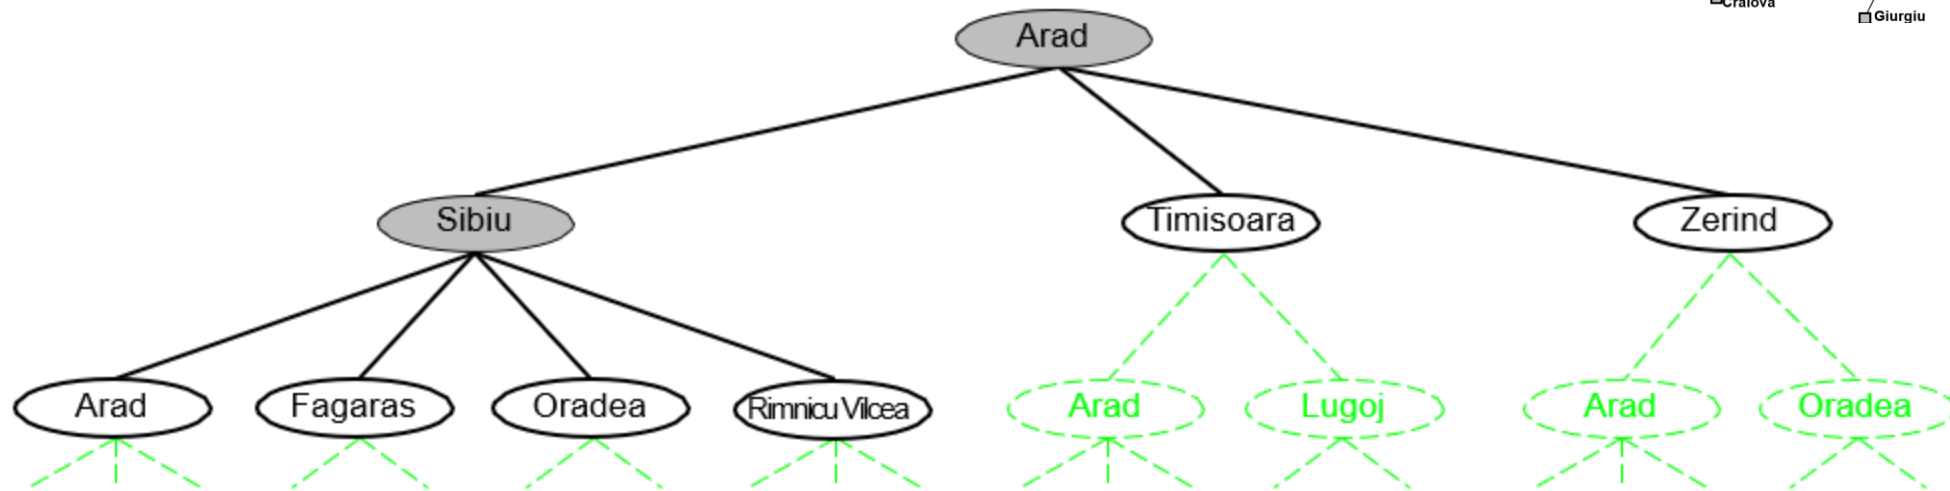 Craiova
Giurgiu
Arad
Sibiu
Timisoara
Zerind
Arad
Fagaras
Oradea
Rimnicu Vilcea
Arad
Lugoj
Arad
Oradea